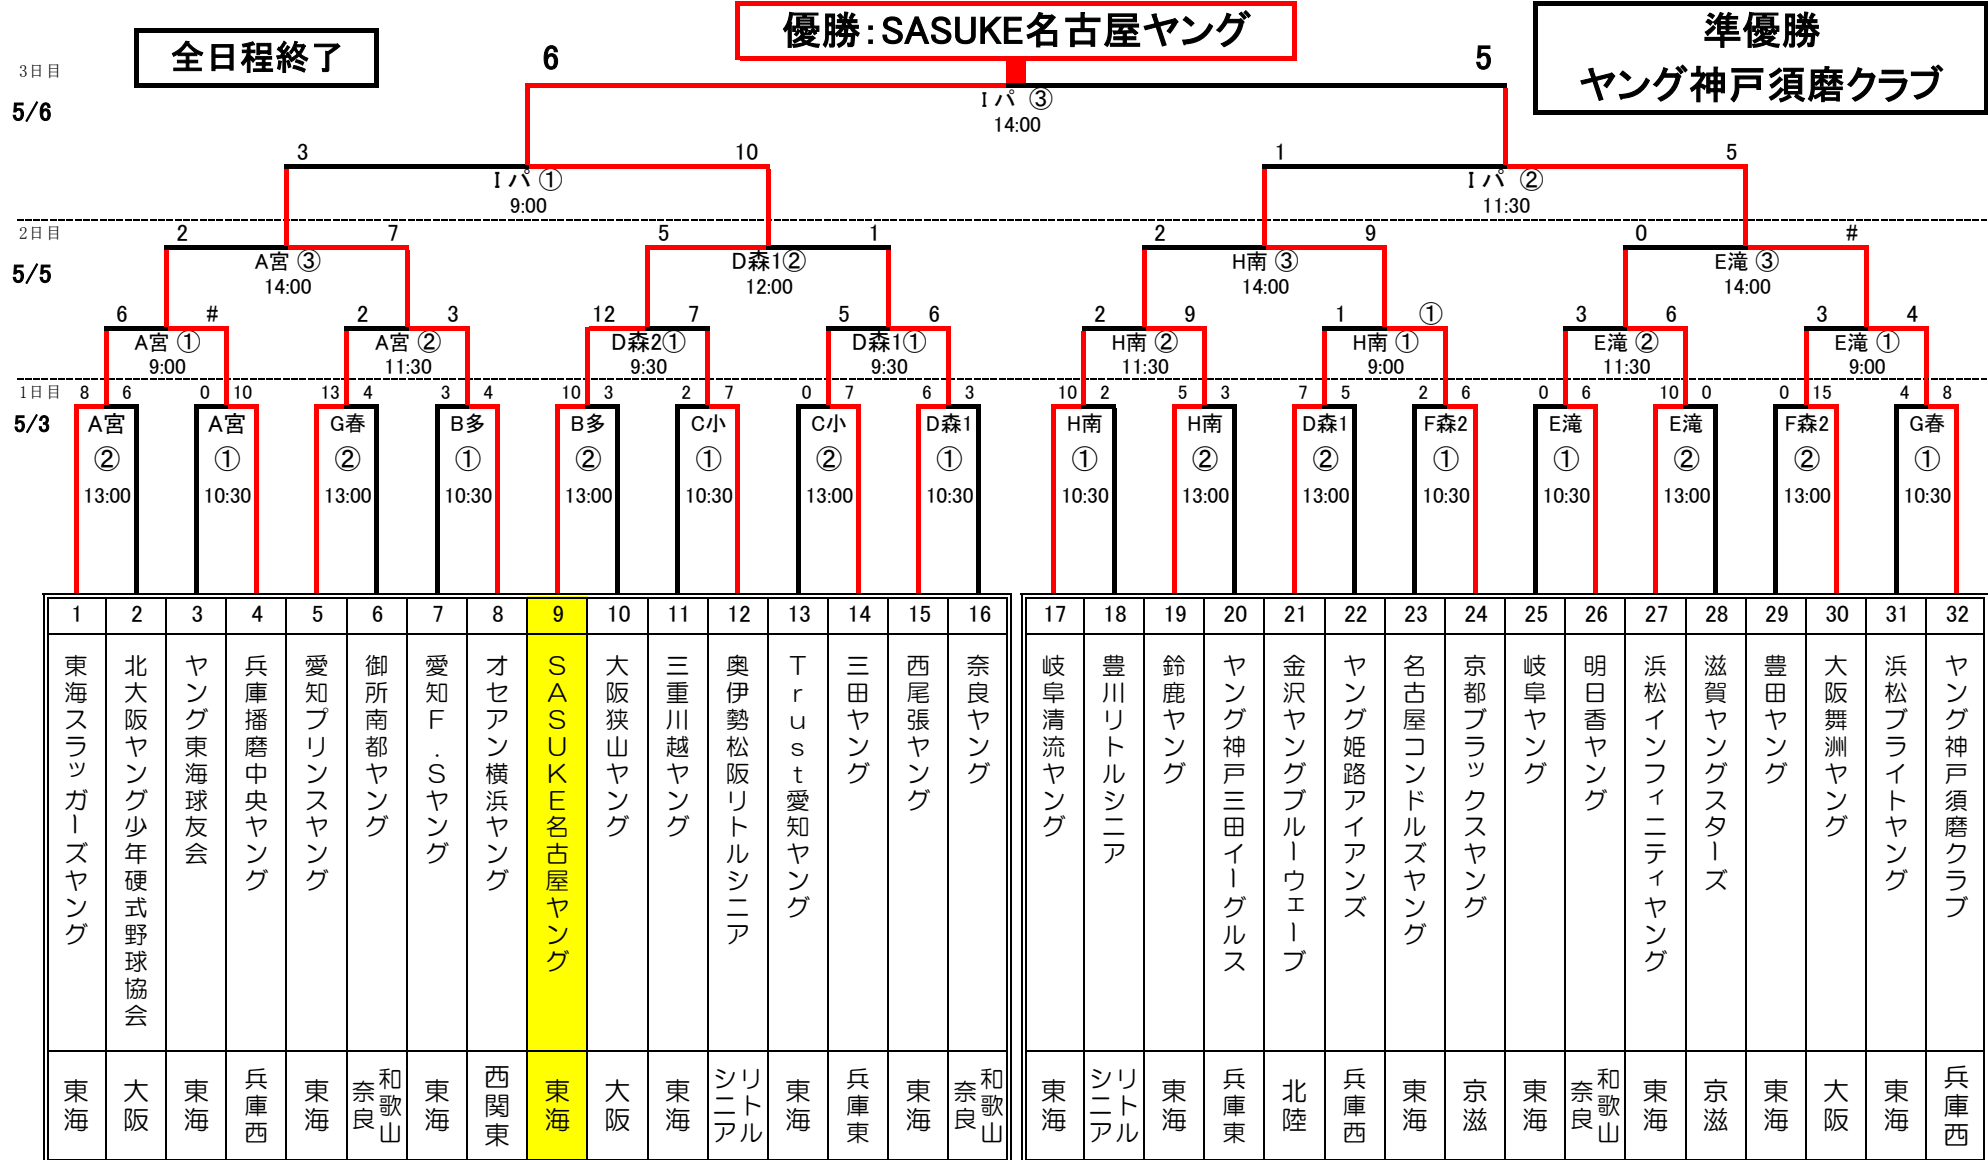 優勝:SASUKE名古屋ヤング
準優勝
ヤング神戸須磨クラブ
全日程終了
6
5
3日目
5/6
Iパ ③
14:00
3
10
1
5
Iパ ①
9:00
Iパ ②
11:30
2日目
5/5
2
7
5
1
2
9
0
#
A宮 ③
14:00
D森1②
12:00
H南 ③
14:00
E滝 ③
14:00
6
#
2
3
12
7
5
6
2
9
1
①
3
6
3
4
A宮 ①
9:00
A宮 ②
11:30
D森2①
9:30
D森1①
9:30
H南 ②
11:30
H南 ①
9:00
E滝 ②
11:30
E滝 ①
9:00
1日目
5/3
8 6
0 10
13 4
3 4
10 3
2 7
0 7
6 3
10 2
5 3
7 5
2 6
0 6
10 0
0 15
4 8
A宮
②
13:00
A宮
①
10:30
G春
②
13:00
B多
①
10:30
B多
②
13:00
C小
①
10:30
C小
②
13:00
D森1
①
10:30
H南
①
10:30
H南
②
13:00
D森1
②
13:00
F森2
①
10:30
E滝
①
10:30
E滝
②
13:00
F森2
②
13:00
G春
①
10:30
1
東海スラッガーズヤング
東海
2
北大阪ヤング少年硬式野球協会
大阪
3
ヤング東海球友会
東海
4
兵庫播磨中央ヤング
兵庫西
5
愛知プリンスヤング
東海
6
御所南都ヤング
和歌山
奈良
7
愛知F.Sヤング
東海
8
オセアン横浜ヤング
西関東
9
SASUKE名古屋ヤング
東海
10
大阪狭山ヤング
大阪
11
三重川越ヤング
東海
12
奥伊勢松阪リトルシニア
リトル
シニア
13
Trust愛知ヤング
東海
14
三田ヤング
兵庫東
15
西尾張ヤング
東海
16
奈良ヤング
和歌山
奈良
17
岐阜清流ヤング
東海
18
豊川リトルシニア
リトル
シニア
19
鈴鹿ヤング
東海
20
ヤング神戸三田イーグルス
兵庫東
21
金沢ヤングブルーウェーブ
北陸
22
ヤング姫路アイアンズ
兵庫西
23
名古屋コンドルズヤング
東海
24
京都ブラックスヤング
京滋
25
岐阜ヤング
東海
26
明日香ヤング
和歌山
奈良
27
浜松インフィニティヤング
東海
28
滋賀ヤングスターズ
京滋
29
豊田ヤング
東海
30
大阪舞洲ヤング
大阪
31
浜松ブライトヤング
東海
32
ヤング神戸須磨クラブ
兵庫西